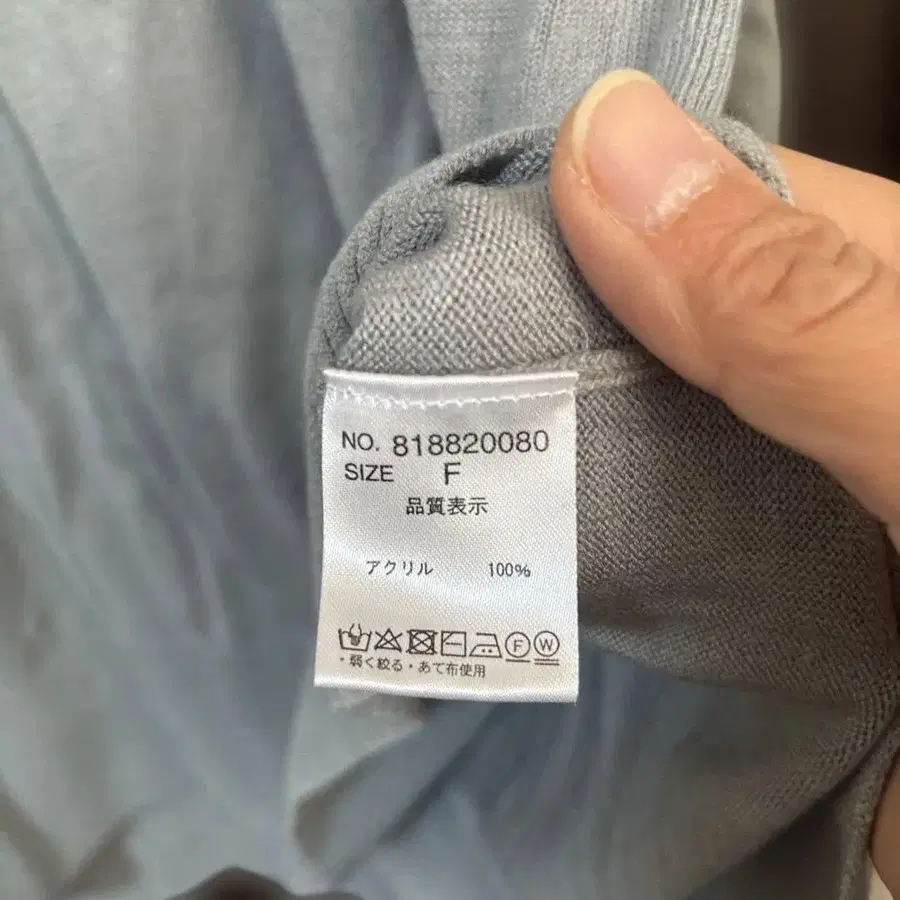 NO. 818820080
SIZE F
品質表示
アクリル 100%
F W
*弱く絞る・あて布使用